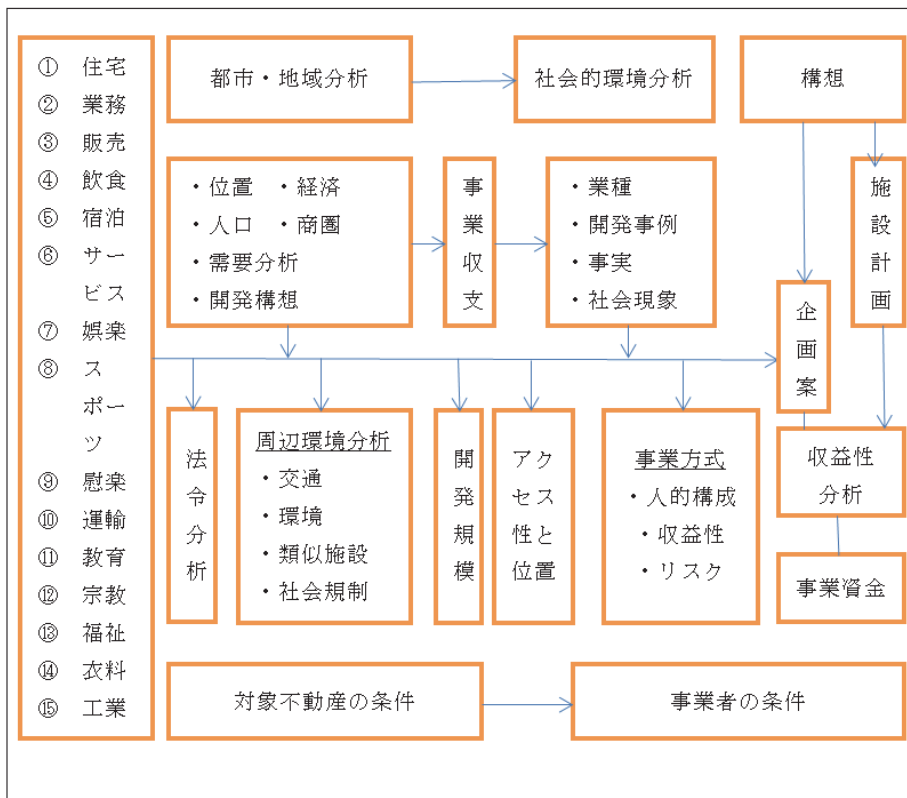 ① 住宅
② 業務
③ 販売
④ 飲食
⑤ 宿泊
⑥ サー
ビス
⑦ 娯楽
⑧ ス
ポー
ツ
⑨ 慰楽
⑩ 運輸
⑪ 教育
⑫ 宗教
⑬ 福祉
⑭ 衣料
⑮ 工業
都市・地域分析
社会的環境分析
構想
・位置 ・経済
・人口 ・商圏
・需要分析
・開発構想
事業収支
・業種
・開発事例
・事実
・社会現象
施設計画
企画案
法令分析
周辺環境分析
・交通
・環境
・類似施設
・社会規制
開発規模
アク
セス
性と
位置
事業方式
・人的構成
・収益性
・リスク
収益性
分析
事業資金
対象不動産の条件
事業者の条件